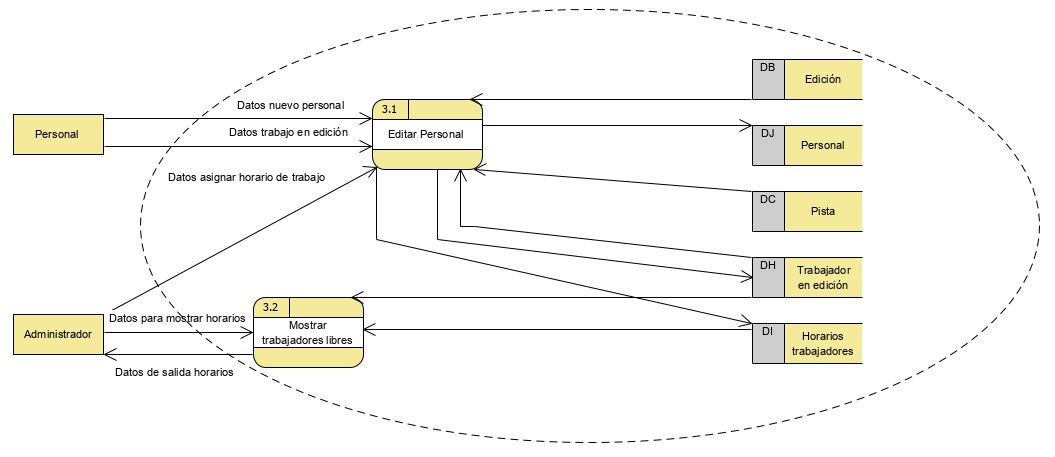 DB
Edición
3.1
Datos nuevo personal
Personal
Datos trabajo en edición
Editar Personal
DJ
Personal
Datos asignar horario de trabajo
DC
Pista
DH
Trabajador
en edición
3.2
Datos para mostrar horarios
Administrador
Mostrar
trabajadores libres
DI
Horarios
trabajadores
Datos de salida horarios